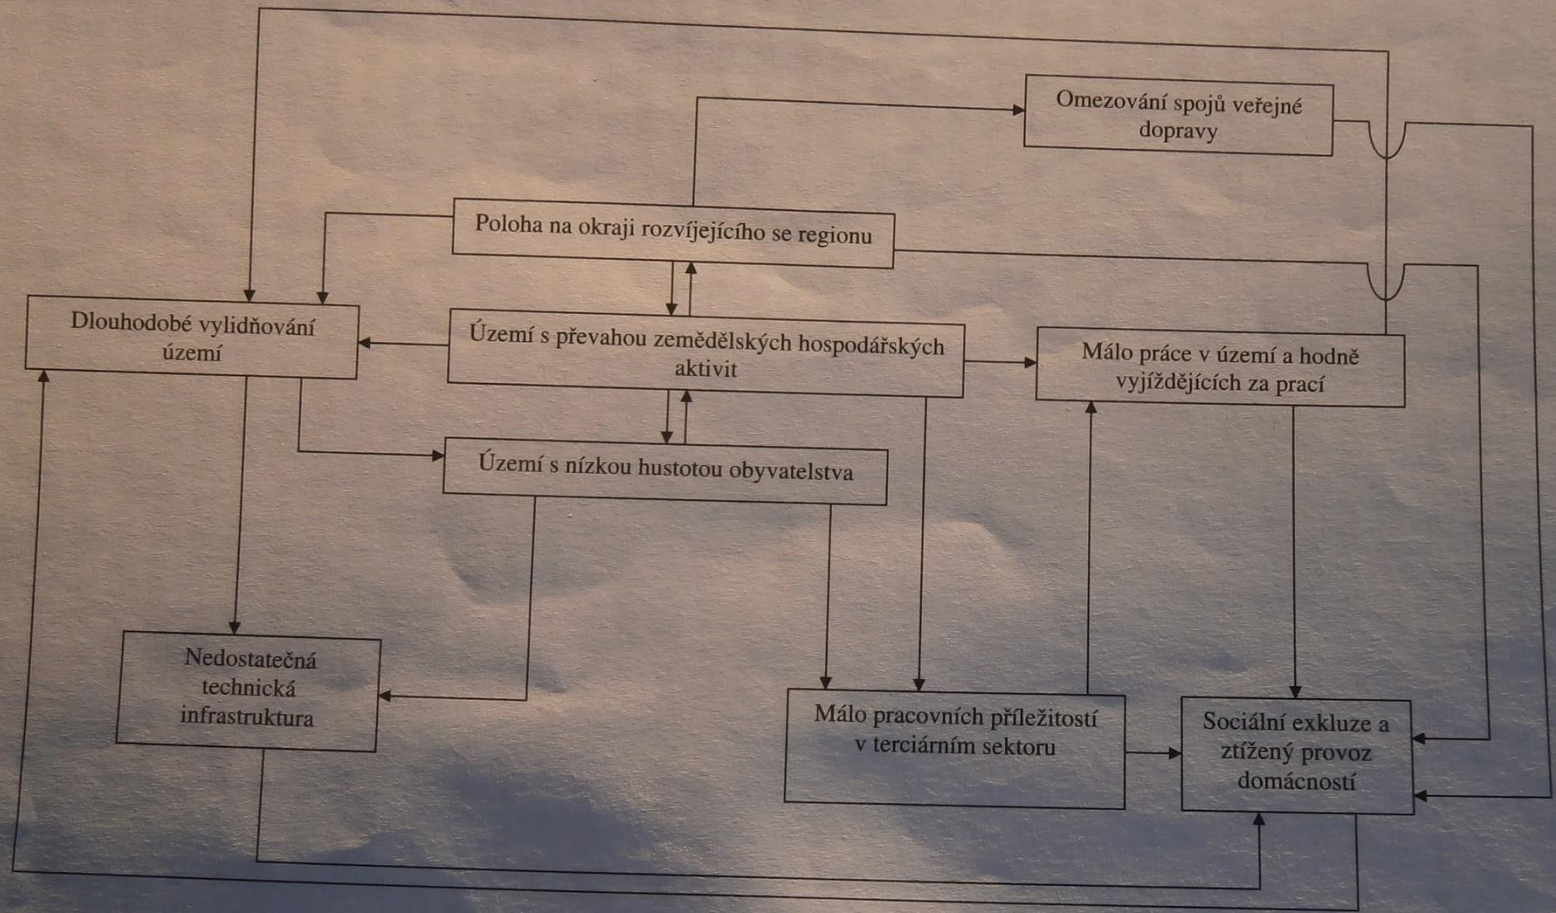 Omezování spojů veřejné
dopravy
Poloha na okraji rozvíjejícího se regionu
Dlouhodobé vylidňování
území
Území s převahou zemědělských hospodářských
aktivit
Málo práce v území a hodně
vyjíždějících za prací
Území s nízkou hustotou obyvatelstva
Nedostatečná
technická
infrastruktura
Málo pracovních příležitostí
v terciárním sektoru
Sociální exkluze a
ztížený provoz
domácností